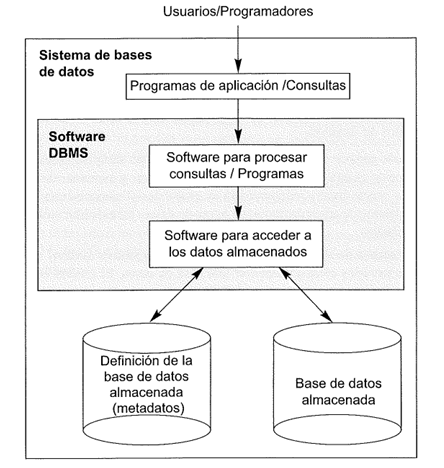 Usuarios/Programadores
Sistema de bases
de datos
Programas de aplicación /Consultas
Software
DBMS
Software para procesar
consultas / Programas
Software para acceder a
los datos almacenados
Definición de la
base de datos
almacenada
(metadatos)
Base de datos
almacenada